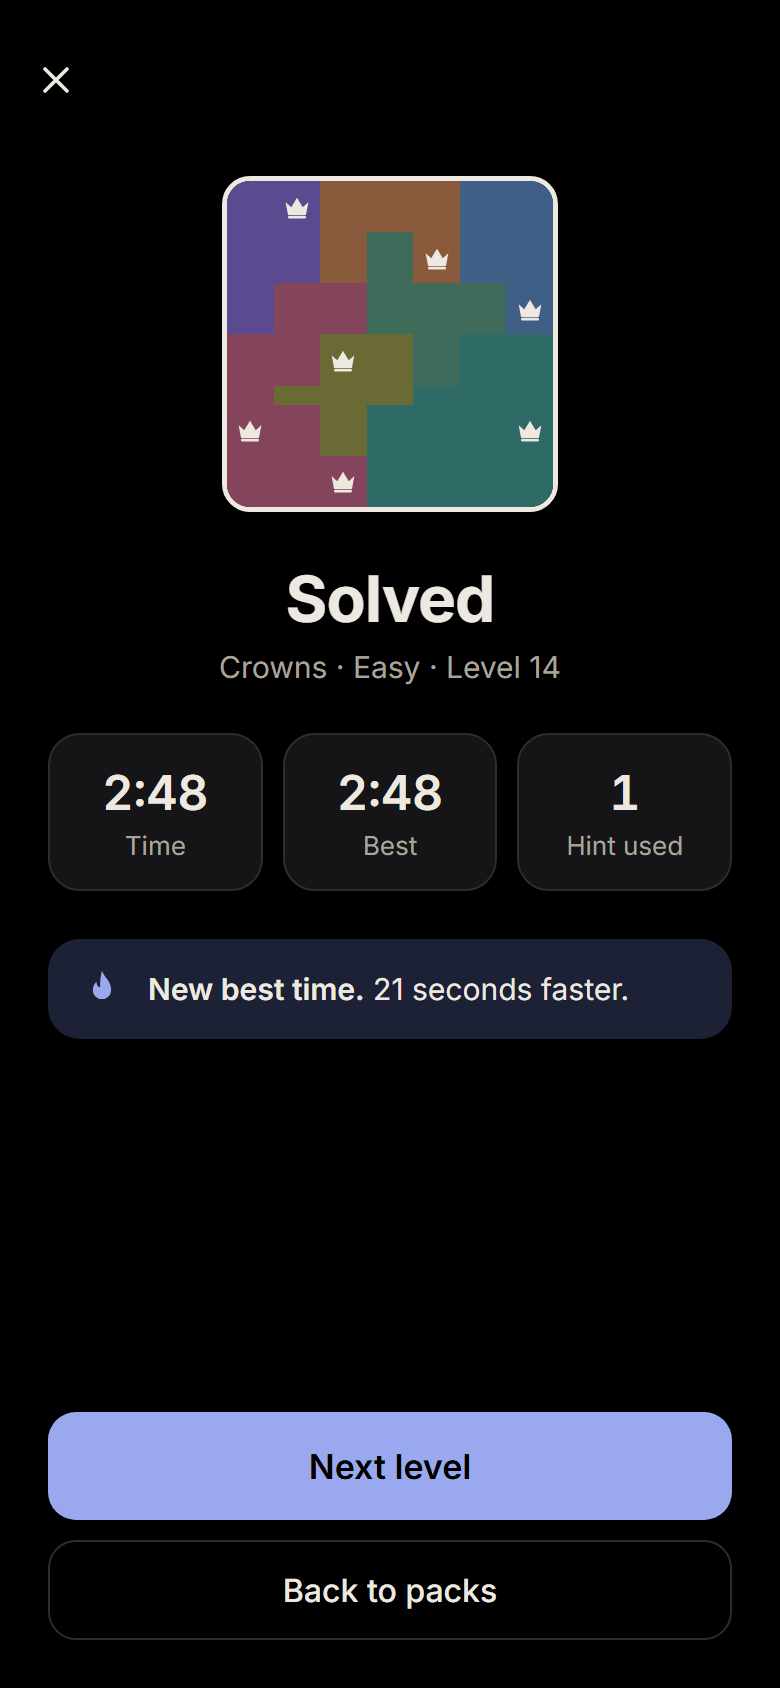 Solved
Crowns · Easy · Level 14
2:48
Time
2:48
Best
1
Hint used
New best time. 21 seconds faster.
Next level
Back to packs